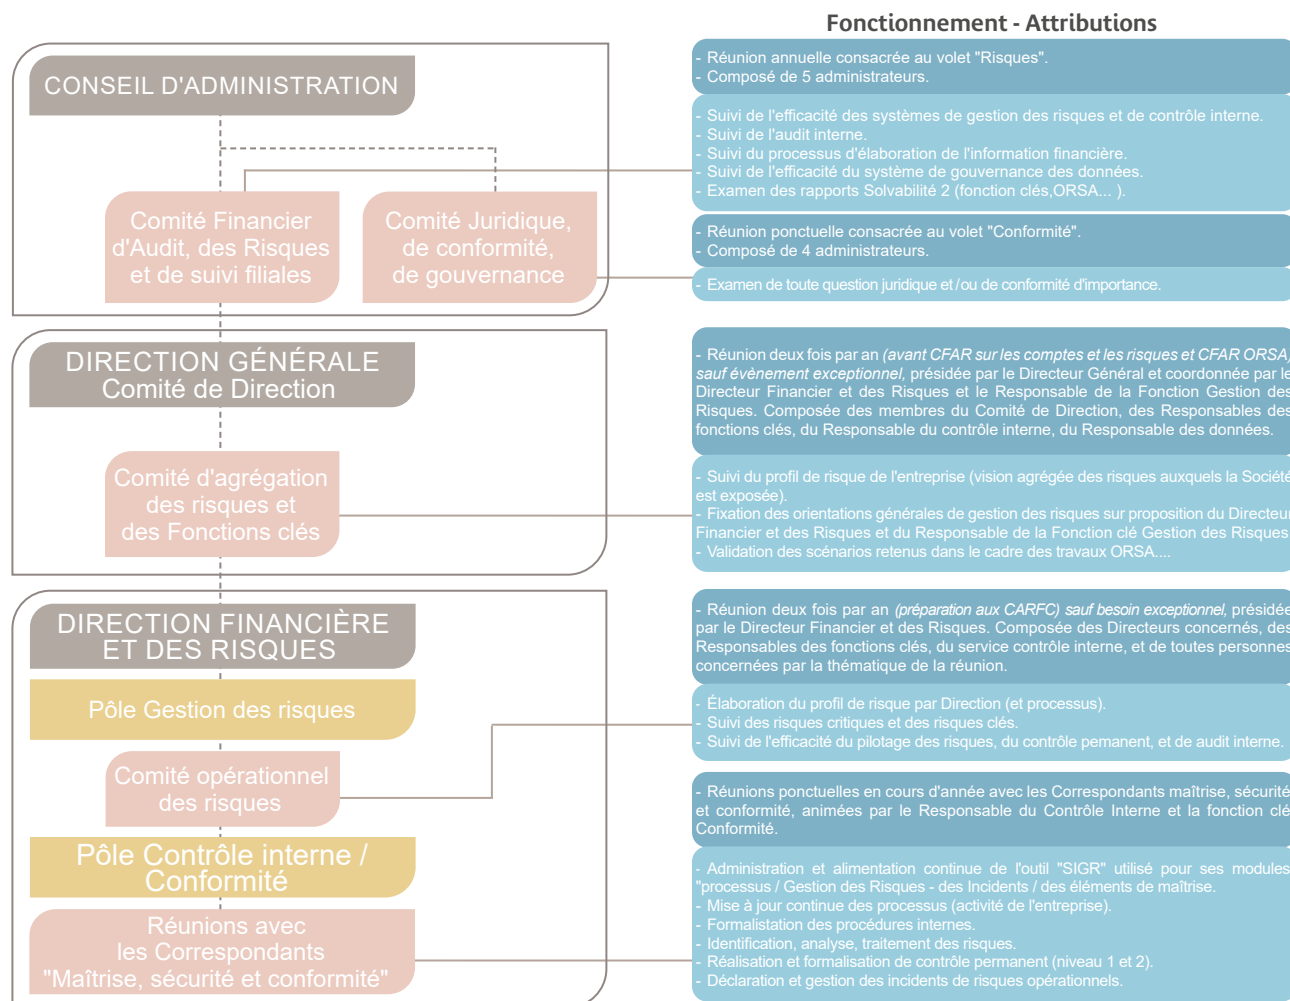 Fonctionnement - Attributions
CONSEIL D'ADMINISTRATION
- Réunion annuelle consacrée au volet "Risques".
- Composé de 5 administrateurs.
- Suivi de l'efficacité des systèmes de gestion des risques et de contrôle interne.
- Suivi de l'audit interne.
- Suivi du processus d'élaboration de l'information financière.
- Suivi de l'efficacité du système de gouvernance des données.
- Examen des rapports Solvabilité 2 (fonction clés,ORSA... ).
Comité Financier
d'Audit, des Risques
et de suivi filiales
Comité Juridique,
de conformité,
de gouvernance
- Réunion ponctuelle consacrée au volet "Conformité".
- Composé de 4 administrateurs.
- Examen de toute question juridique et/ou de conformité d'importance.
DIRECTION GÉNÉRALE
Comité de Direction
- Réunion deux fois par an (avant CFAR sur les comptes et les risques et CFAR ORSA)
sauf évènement exceptionnel, présidée par le Directeur Général et coordonnée par le
Directeur Financier et des Risques et le Responsable de la Fonction Gestion des
Risques. Composée des membres du Comité de Direction, des Responsables des
fonctions clés, du Responsable du contrôle interne, du Responsable des données.
Comité d'agrégation
des risques et
des Fonctions clés
- Suivi du profil de risque de l'entreprise (vision agrégée des risques auxquels la Société
est exposée).
- Fixation des orientations générales de gestion des risques sur proposition du Directeur
Financier et des Risques et du Responsable de la Fonction clé Gestion des Risques
- Validation des scénarios retenus dans le cadre des travaux ORSA....
DIRECTION FINANCIÈRE
ET DES RISQUES
- Réunion deux fois par an (préparation aux CARFC) sauf besoin exceptionnel, présidée
par le Directeur Financier et des Risques. Composée des Directeurs concernés, des
Responsables des fonctions clés, du service contrôle interne, et de toutes personnes
concernées par la thématique de la réunion.
Pôle Gestion des risques
- Élaboration du profil de risque par Direction (et processus).
- Suivi des risques critiques et des risques clés.
- Suivi de l'efficacité du pilotage des risques, du contrôle pemanent, et de audit interne.
Comité opérationnel
des risques
- Réunions ponctuelles en cours d'année avec les Correspondants maîtrise, sécurité
et conformité, animées par le Responsable du Contrôle Interne et la fonction clé
Conformité.
Pôle Contrôle interne /
Conformité
- Administration et alimentation continue de l'outil "SIGR" utilisé pour ses modules
"processus / Gestion des Risques - des Incidents / des éléments de maîtrise.
- Mise à jour continue des processus (activité de l'entreprise).
- Formalistation des procédures internes.
- Identification, analyse, traitement des risques.
- Réalisation et formalisation de contrôle permanent (niveau 1 et 2).
- Déclaration et gestion des incidents de risques opérationnels.
Réunions avec
les Correspondants
"Maîtrise, sécurité et conformité"